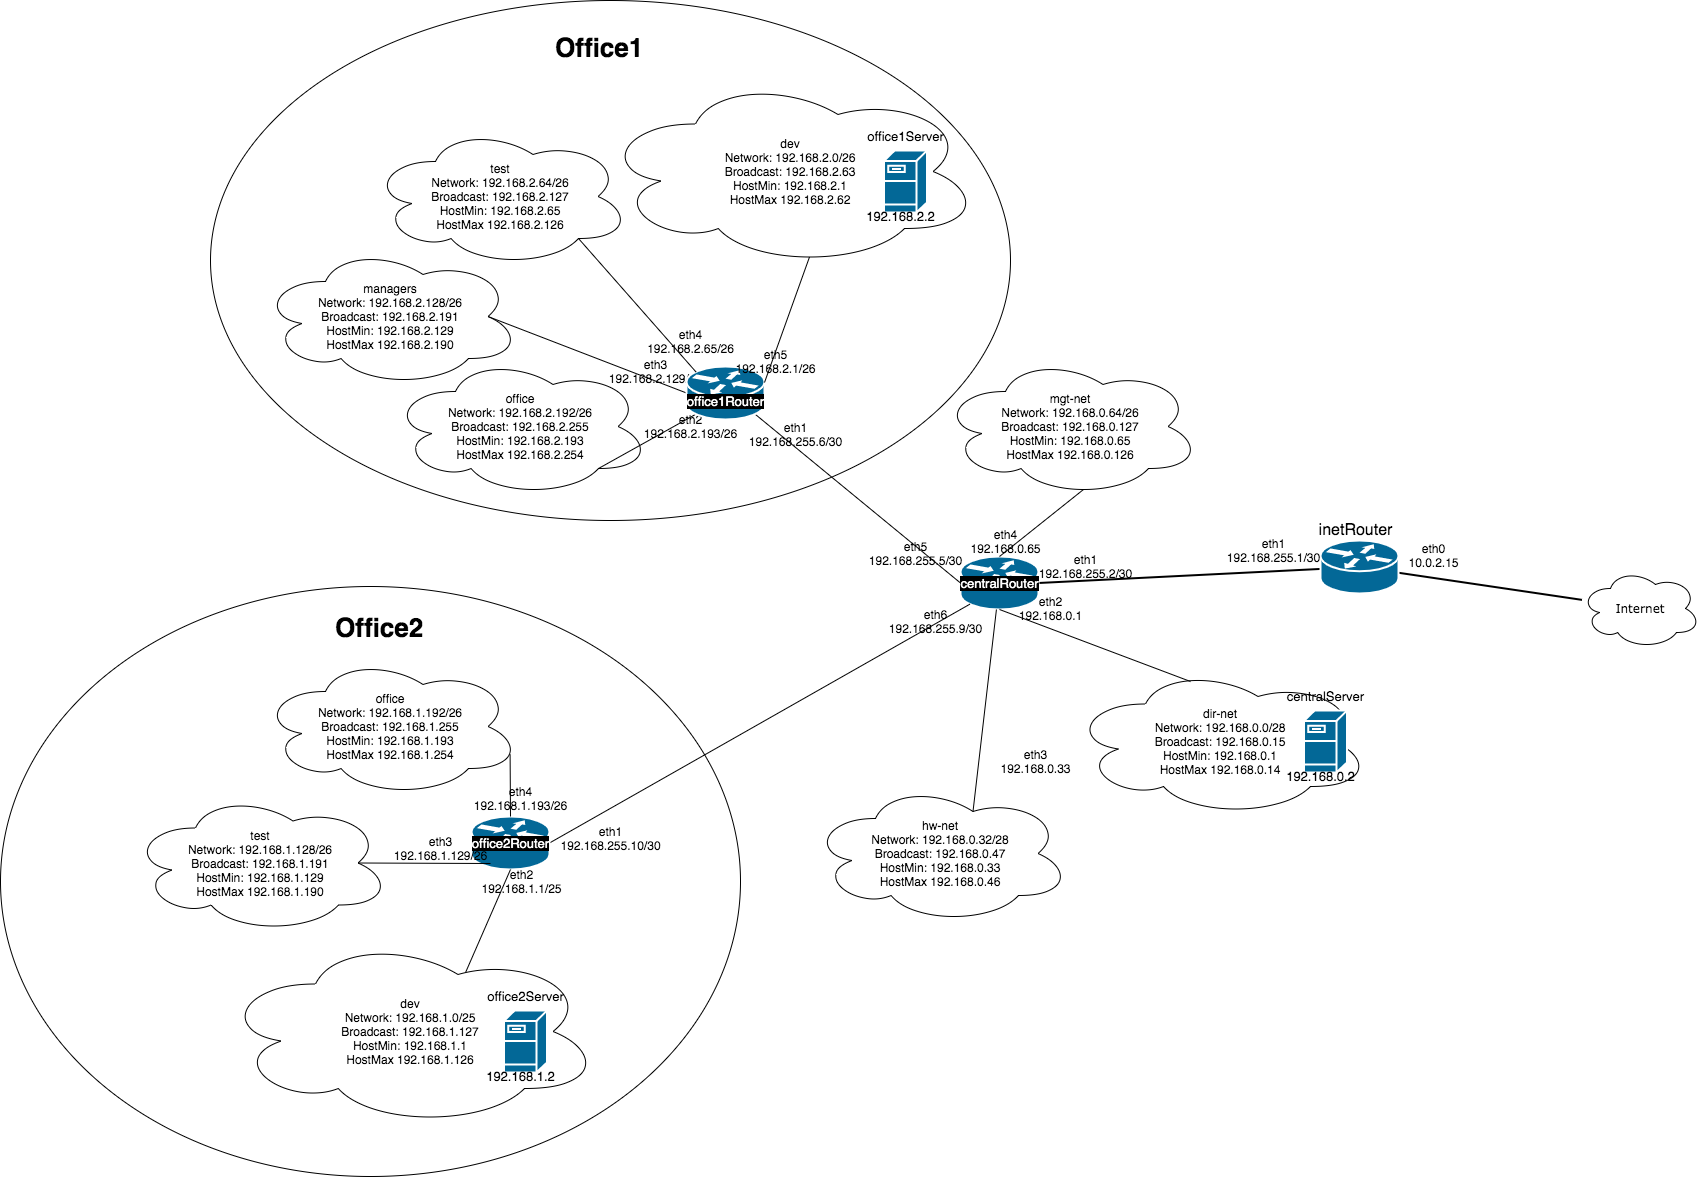 Office1
test
Network: 192.168.2.64/26
Broadcast: 192.168.2.127
HostMin: 192.168.2.65
HostMax 192.168.2.126
dev
Network: 192.168.2.0/26
Broadcast: 192.168.2.63
HostMin: 192.168.2.1
HostMax 192.168.2.62
office1Server
192.168.2.2
managers
Network: 192.168.2.128/26
Broadcast: 192.168.2.191
HostMin: 192.168.2.129
HostMax 192.168.2.190
office
Network: 192.168.2.192/26
Broadcast: 192.168.2.255
HostMin: 192.168.2.193
HostMax 192.168.2.254
eth4
192.168.2.65/26
eth3
192.168.2.129
eth5
192.168.2.1/26
office1Router
eth2
192.168.2.193/26
eth1
192.168.255.6/30
mgt-net
Network: 192.168.0.64/26
Broadcast: 192.168.0.127
HostMin: 192.168.0.65
HostMax 192.168.0.126
eth5
192.168.255.5/30
eth4
192.168.0.65
eth1
192.168.255.2/30
centralRouter
eth2
192.168.0.1
eth6
192.168.255.9/30
eth3
192.168.0.33
inetRouter
eth1
192.168.255.1/30
eth0
10.0.2.15
Internet
centralServer
dir-net
Network: 192.168.0.0/28
Broadcast: 192.168.0.15
HostMin: 192.168.0.1
HostMax 192.168.0.14
192.168.0.2
hw-net
Network: 192.168.0.32/28
Broadcast: 192.168.0.47
HostMin: 192.168.0.33
HostMax 192.168.0.46
Office2
office
Network: 192.168.1.192/26
Broadcast: 192.168.1.255
HostMin: 192.168.1.193
HostMax 192.168.1.254
eth4
192.168.1.193/26
test
Network: 192.168.1.128/26
Broadcast: 192.168.1.191
HostMin: 192.168.1.129
HostMax 192.168.1.190
eth3
192.168.1.129/26
office2Router
eth1
192.168.255.10/30
eth2
192.168.1.1/25
dev
Network: 192.168.1.0/25
Broadcast: 192.168.1.127
HostMin: 192.168.1.1
HostMax 192.168.1.126
office2Server
192.168.1.2